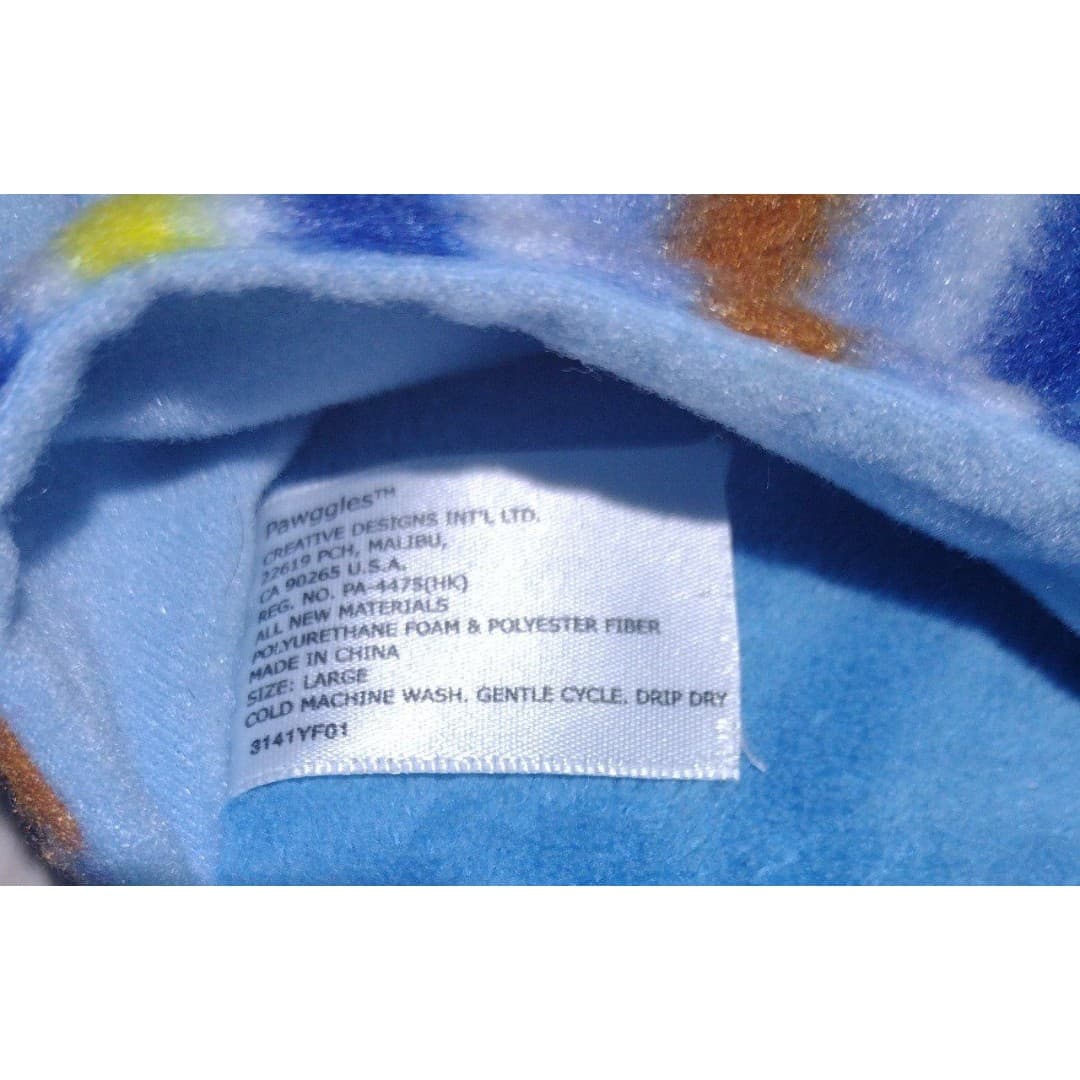 Pawggles™
CREATIVE DESIGNS INT'L LTD.
22619 PCH, MALIBU,
CA 90265 U.S.A.
REG. NO. PA-4475(HK)
ALL NEW MATERIALS
POLYURETHANE FOAM & POLYESTER FIBER
MADE IN CHINA
SIZE: LARGE
COLD MACHINE WASH. GENTLE CYCLE. DRIP DRY
3141YF01